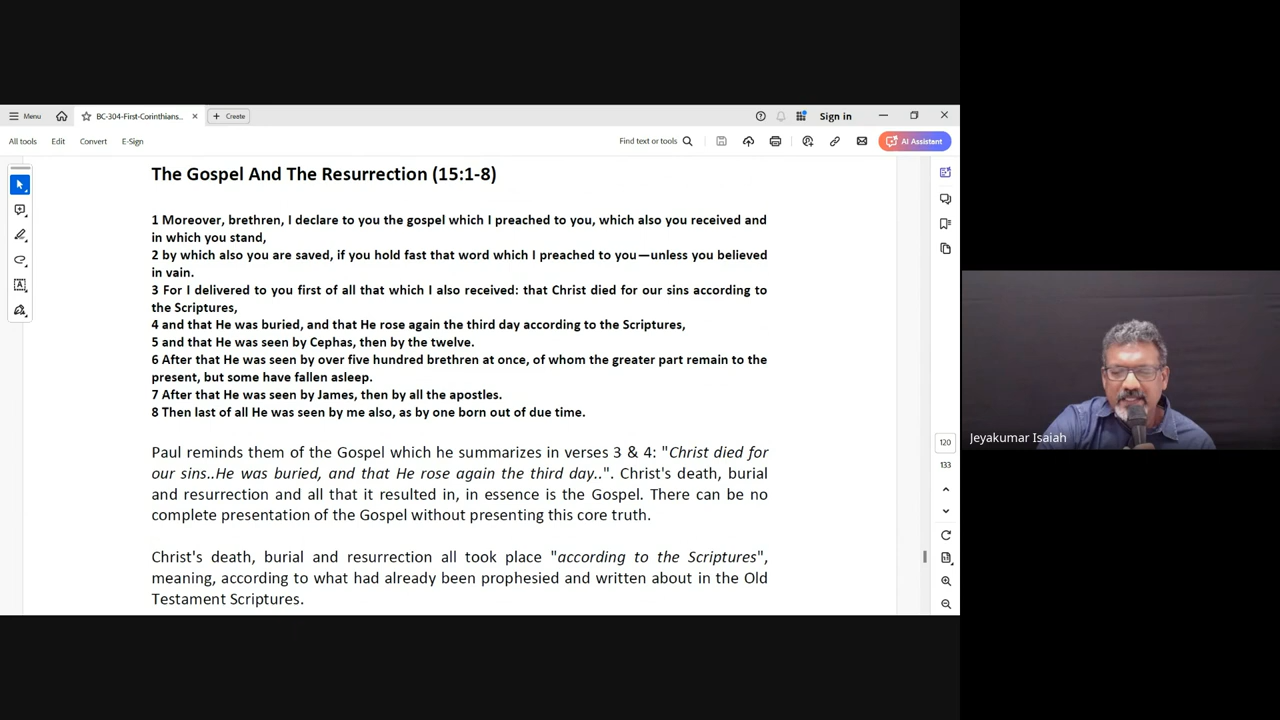 Menu
BC-304-First-Corinthians...
Create
Sign in
All tools
Edit
Convert
E-Sign
Find text or tools
AI Assistant
The Gospel And The Resurrection (15:1-8)
1 Moreover, brethren, I declare to you the gospel which I preached to you, which also you received and
in which you stand,
2 by which also you are saved, if you hold fast that word which I preached to you—unless you believed
in vain.
3 For I delivered to you first of all that which I also received: that Christ died for our sins according to
the Scriptures,
4 and that He was buried, and that He rose again the third day according to the Scriptures,
5 and that He was seen by Cephas, then by the twelve.
6 After that He was seen by over five hundred brethren at once, of whom the greater part remain to the
present, but some have fallen asleep.
7 After that He was seen by James, then by all the apostles.
8 Then last of all He was seen by me also, as by one born out of due time.
Paul reminds them of the Gospel which he summarizes in verses 3 & 4: "Christ died for
our sins..He was buried, and that He rose again the third day..". Christ's death, burial
and resurrection and all that it resulted in, in essence is the Gospel. There can be no
complete presentation of the Gospel without presenting this core truth.
Christ's death, burial and resurrection all took place "according to the Scriptures",
meaning, according to what had already been prophesied and written about in the Old
Testament Scriptures.
120
133
Jeyakumar Isaiah